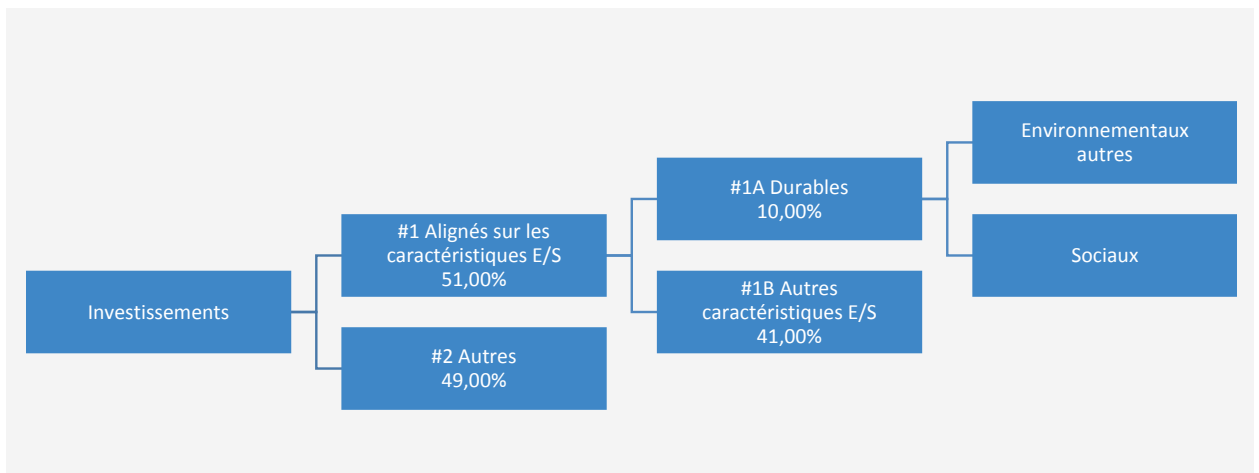 Investissements
#1 Alignés sur les
caractéristiques E/S
51,00%
#2 Autres
49,00%
#1A Durables
10,00%
#1B Autres
caractéristiques E/S
41,00%
Environnementaux
autres
Sociaux